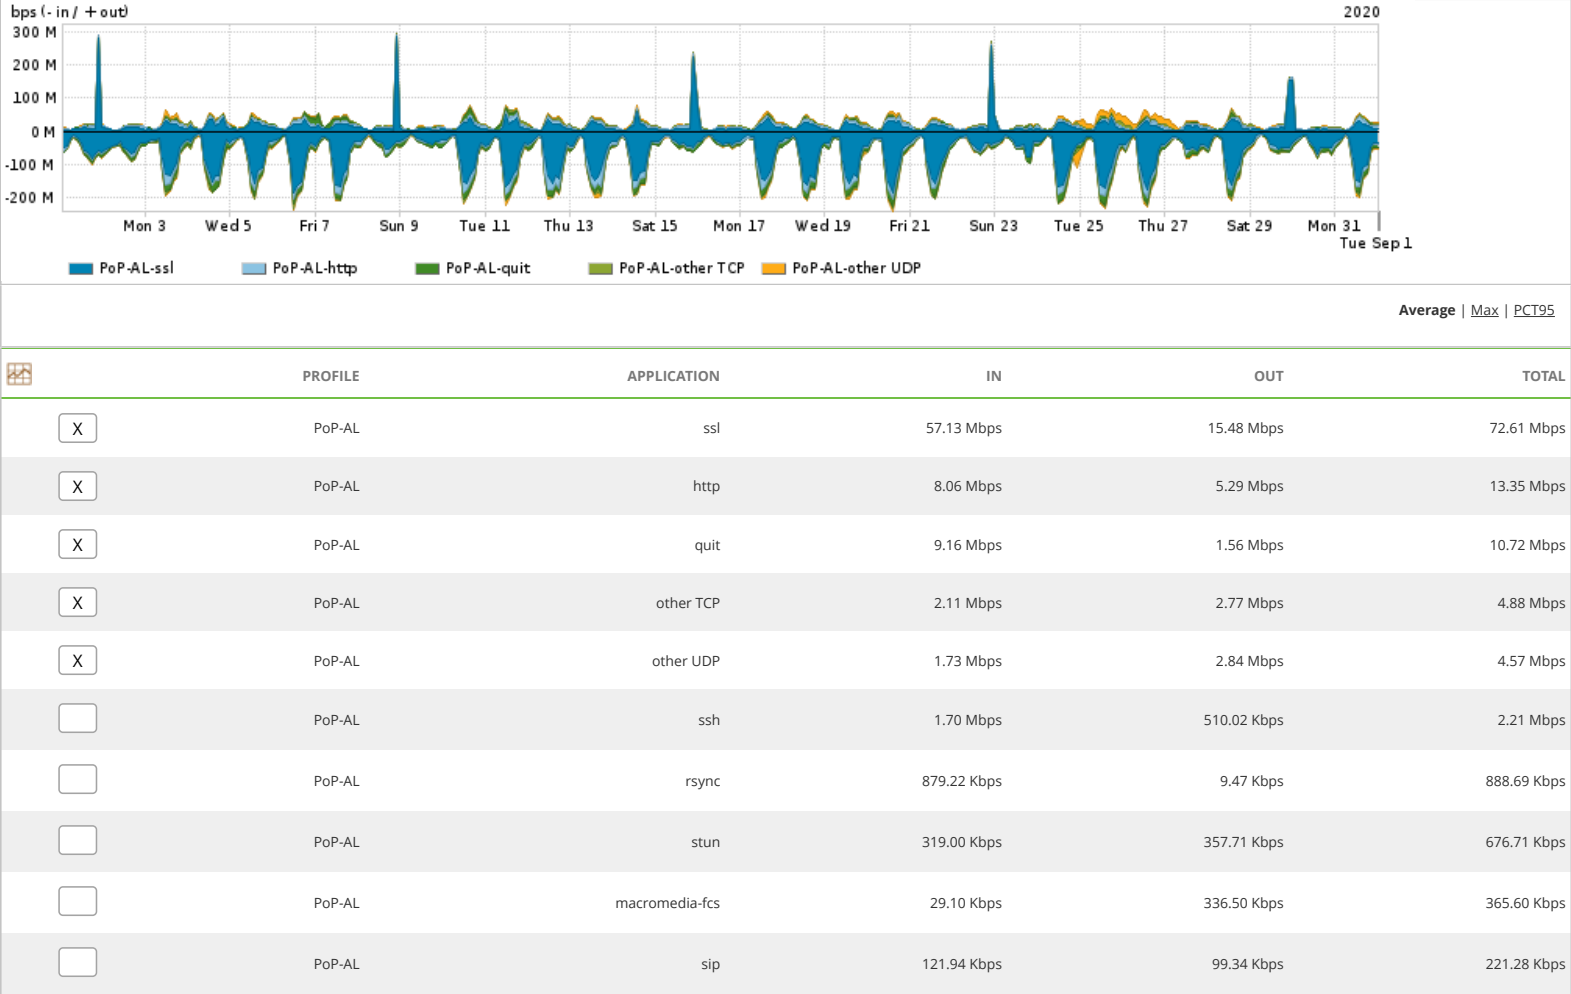 bps (- in / + out) 2020
300 M
200 M
100 M
0 M
-100 M
-200 M
Mon 3 Wed 5 Fri 7 Sun 9 Tue 11 Thu 13 Sat 15 Mon 17 Wed 19 Fri 21 Sun 23 Tue 25 Thu 27 Sat 29 Mon 31
Tue Sep 1
PoP-AL-ssl PoP-AL-http PoP-AL-quit PoP-AL-other TCP PoP-AL-other UDP
Average | Max | PCT95
PROFILE APPLICATION IN OUT TOTAL
X PoP-AL ssl 57.13 Mbps 15.48 Mbps 72.61 Mbps
X PoP-AL http 8.06 Mbps 5.29 Mbps 13.35 Mbps
X PoP-AL quit 9.16 Mbps 1.56 Mbps 10.72 Mbps
X PoP-AL other TCP 2.11 Mbps 2.77 Mbps 4.88 Mbps
X PoP-AL other UDP 1.73 Mbps 2.84 Mbps 4.57 Mbps
PoP-AL ssh 1.70 Mbps 510.02 Kbps 2.21 Mbps
PoP-AL rsync 879.22 Kbps 9.47 Kbps 888.69 Kbps
PoP-AL stun 319.00 Kbps 357.71 Kbps 676.71 Kbps
PoP-AL macromedia-fcs 29.10 Kbps 336.50 Kbps 365.60 Kbps
PoP-AL sip 121.94 Kbps 99.34 Kbps 221.28 Kbps